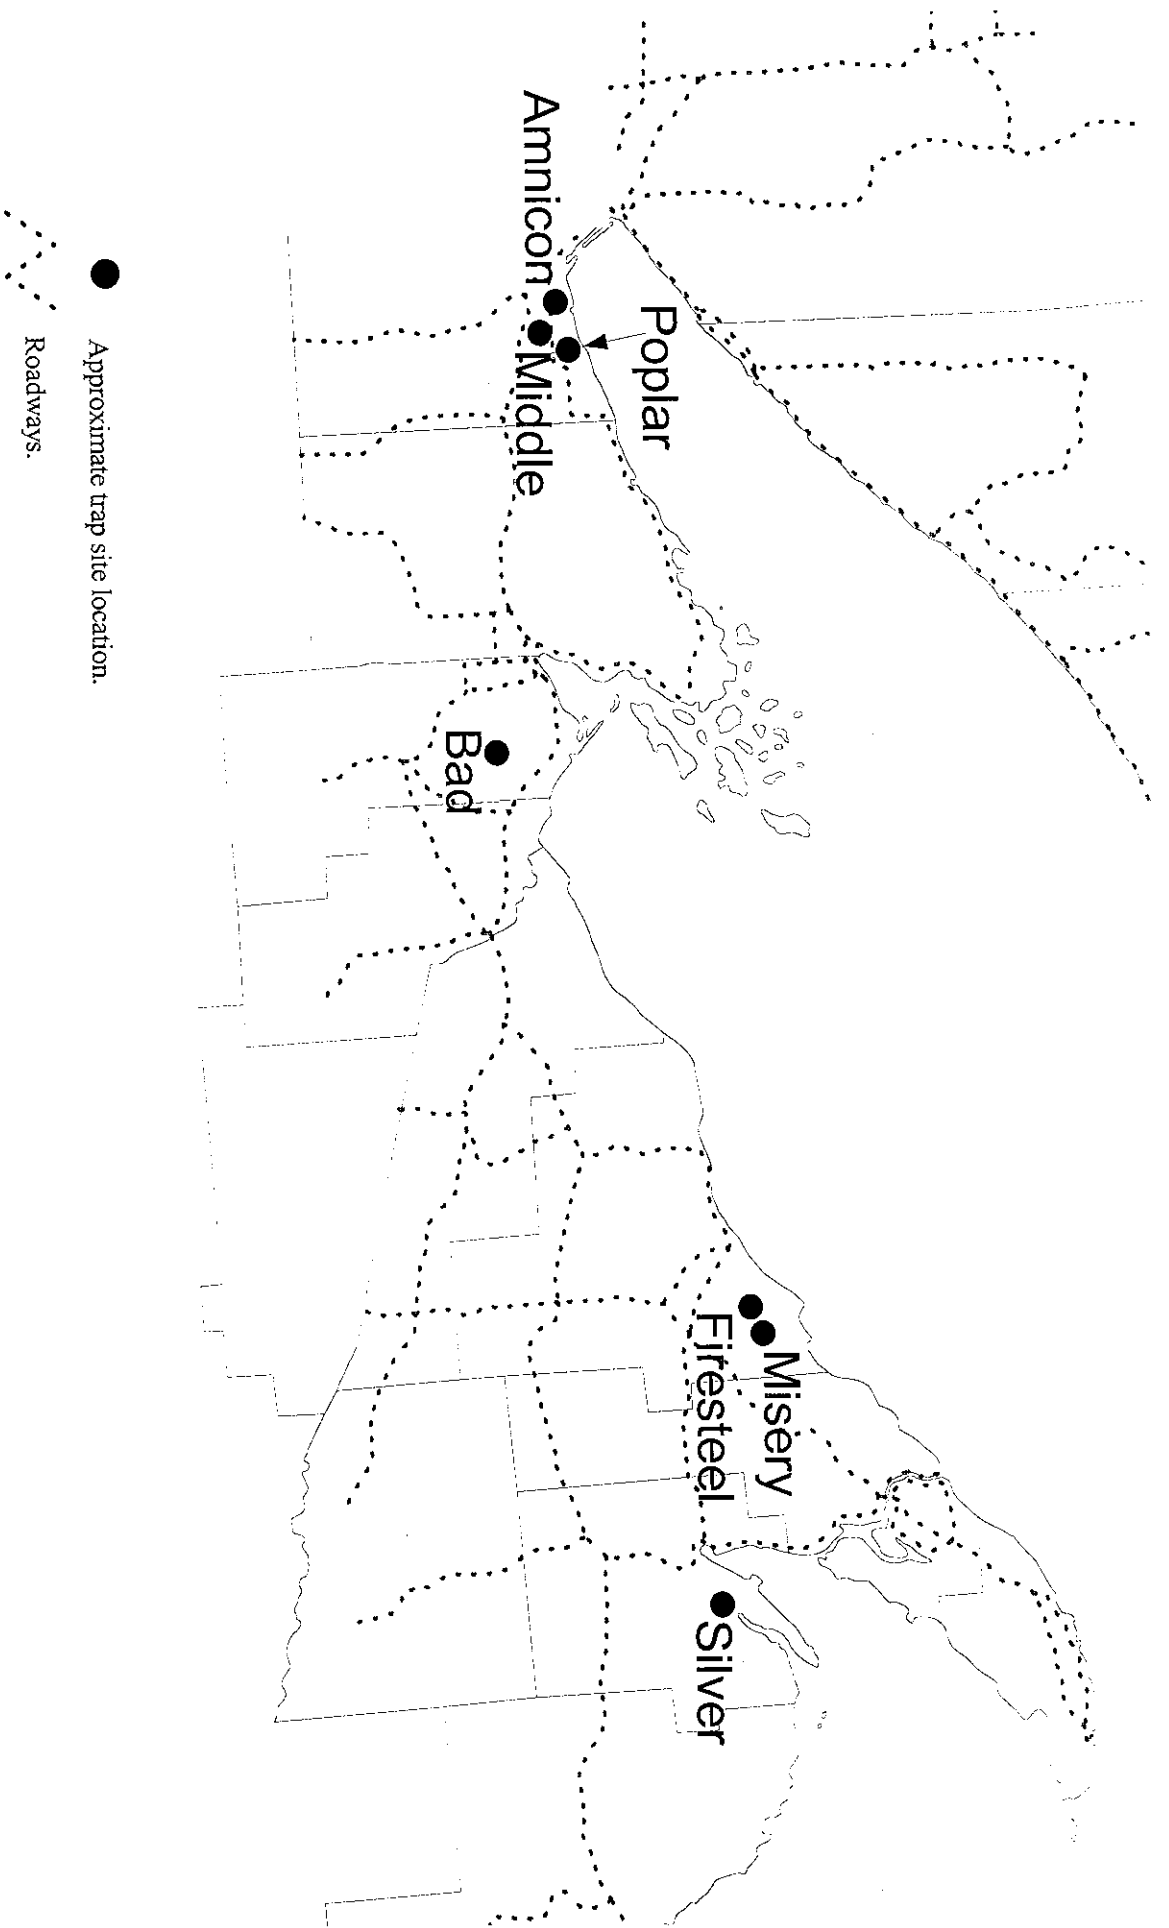 Poplar
Amnicon
Middle
Bad
Misery
Firesteel
Silver
Approximate trap site location.
Roadways.